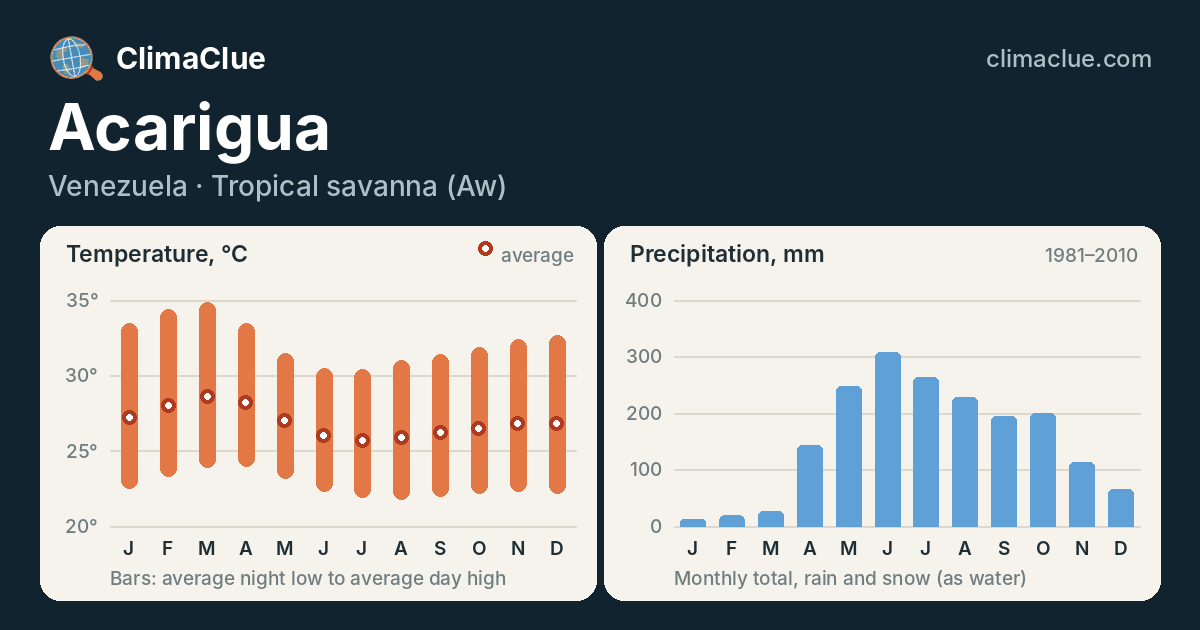 ClimaClue
climaclue.com
Acarigua
Venezuela · Tropical savanna (Aw)
Temperature, °C
average
35°
30°
25°
20°
J F M A M J J A S O N D
Bars: average night low to average day high
Precipitation, mm
1981–2010
400
300
200
100
0
J F M A M J J A S O N D
Monthly total, rain and snow (as water)